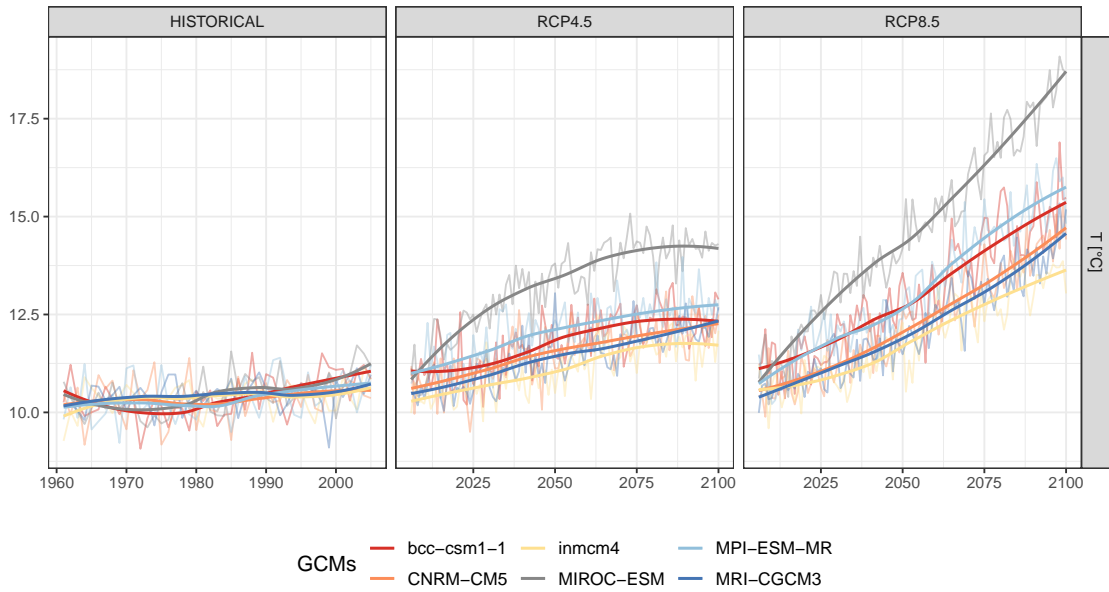 HISTORICAL RCP4.5 RCP8.5
17.5
15.0
12.5
10.0
T [°C]
1960 1970 1980 1990 2000 2025 2050 2075 2100 2025 2050 2075 2100
GCMs
bcc−csm1−1 inmcm4 MPI−ESM−MR
CNRM−CM5 MIROC−ESM MRI−CGCM3